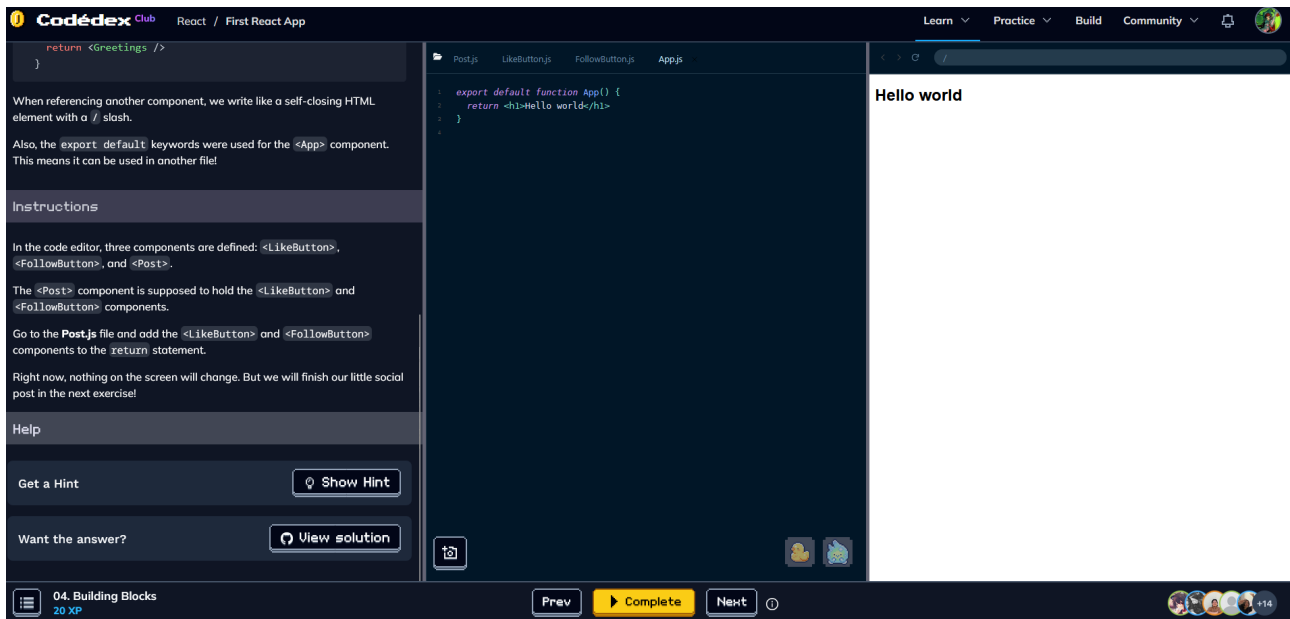 Codédex Club
React / First React App
Learn
Practice
Build
Community
return <Greetings />
}
When referencing another component, we write like a self-closing HTML
element with a / slash.
Also, the export default keywords were used for the <App> component.
This means it can be used in another file!
Instructions
In the code editor, three components are defined: <LikeButton>,
<FollowButton>, and <Post>.
The <Post> component is supposed to hold the <LikeButton> and
<FollowButton> components.
Go to the Post.js file and add the <LikeButton> and <FollowButton>
components to the return statement.
Right now, nothing on the screen will change. But we will finish our little social
post in the next exercise!
Help
Get a Hint
Show Hint
Want the answer?
View solution
Post.js
LikeButton.js
FollowButton.js
App.js
1 export default function App() {
2 return <h1>Hello world</h1>
3 }
4
/
Hello world
04. Building Blocks
20 XP
Prev
Complete
Next
+14